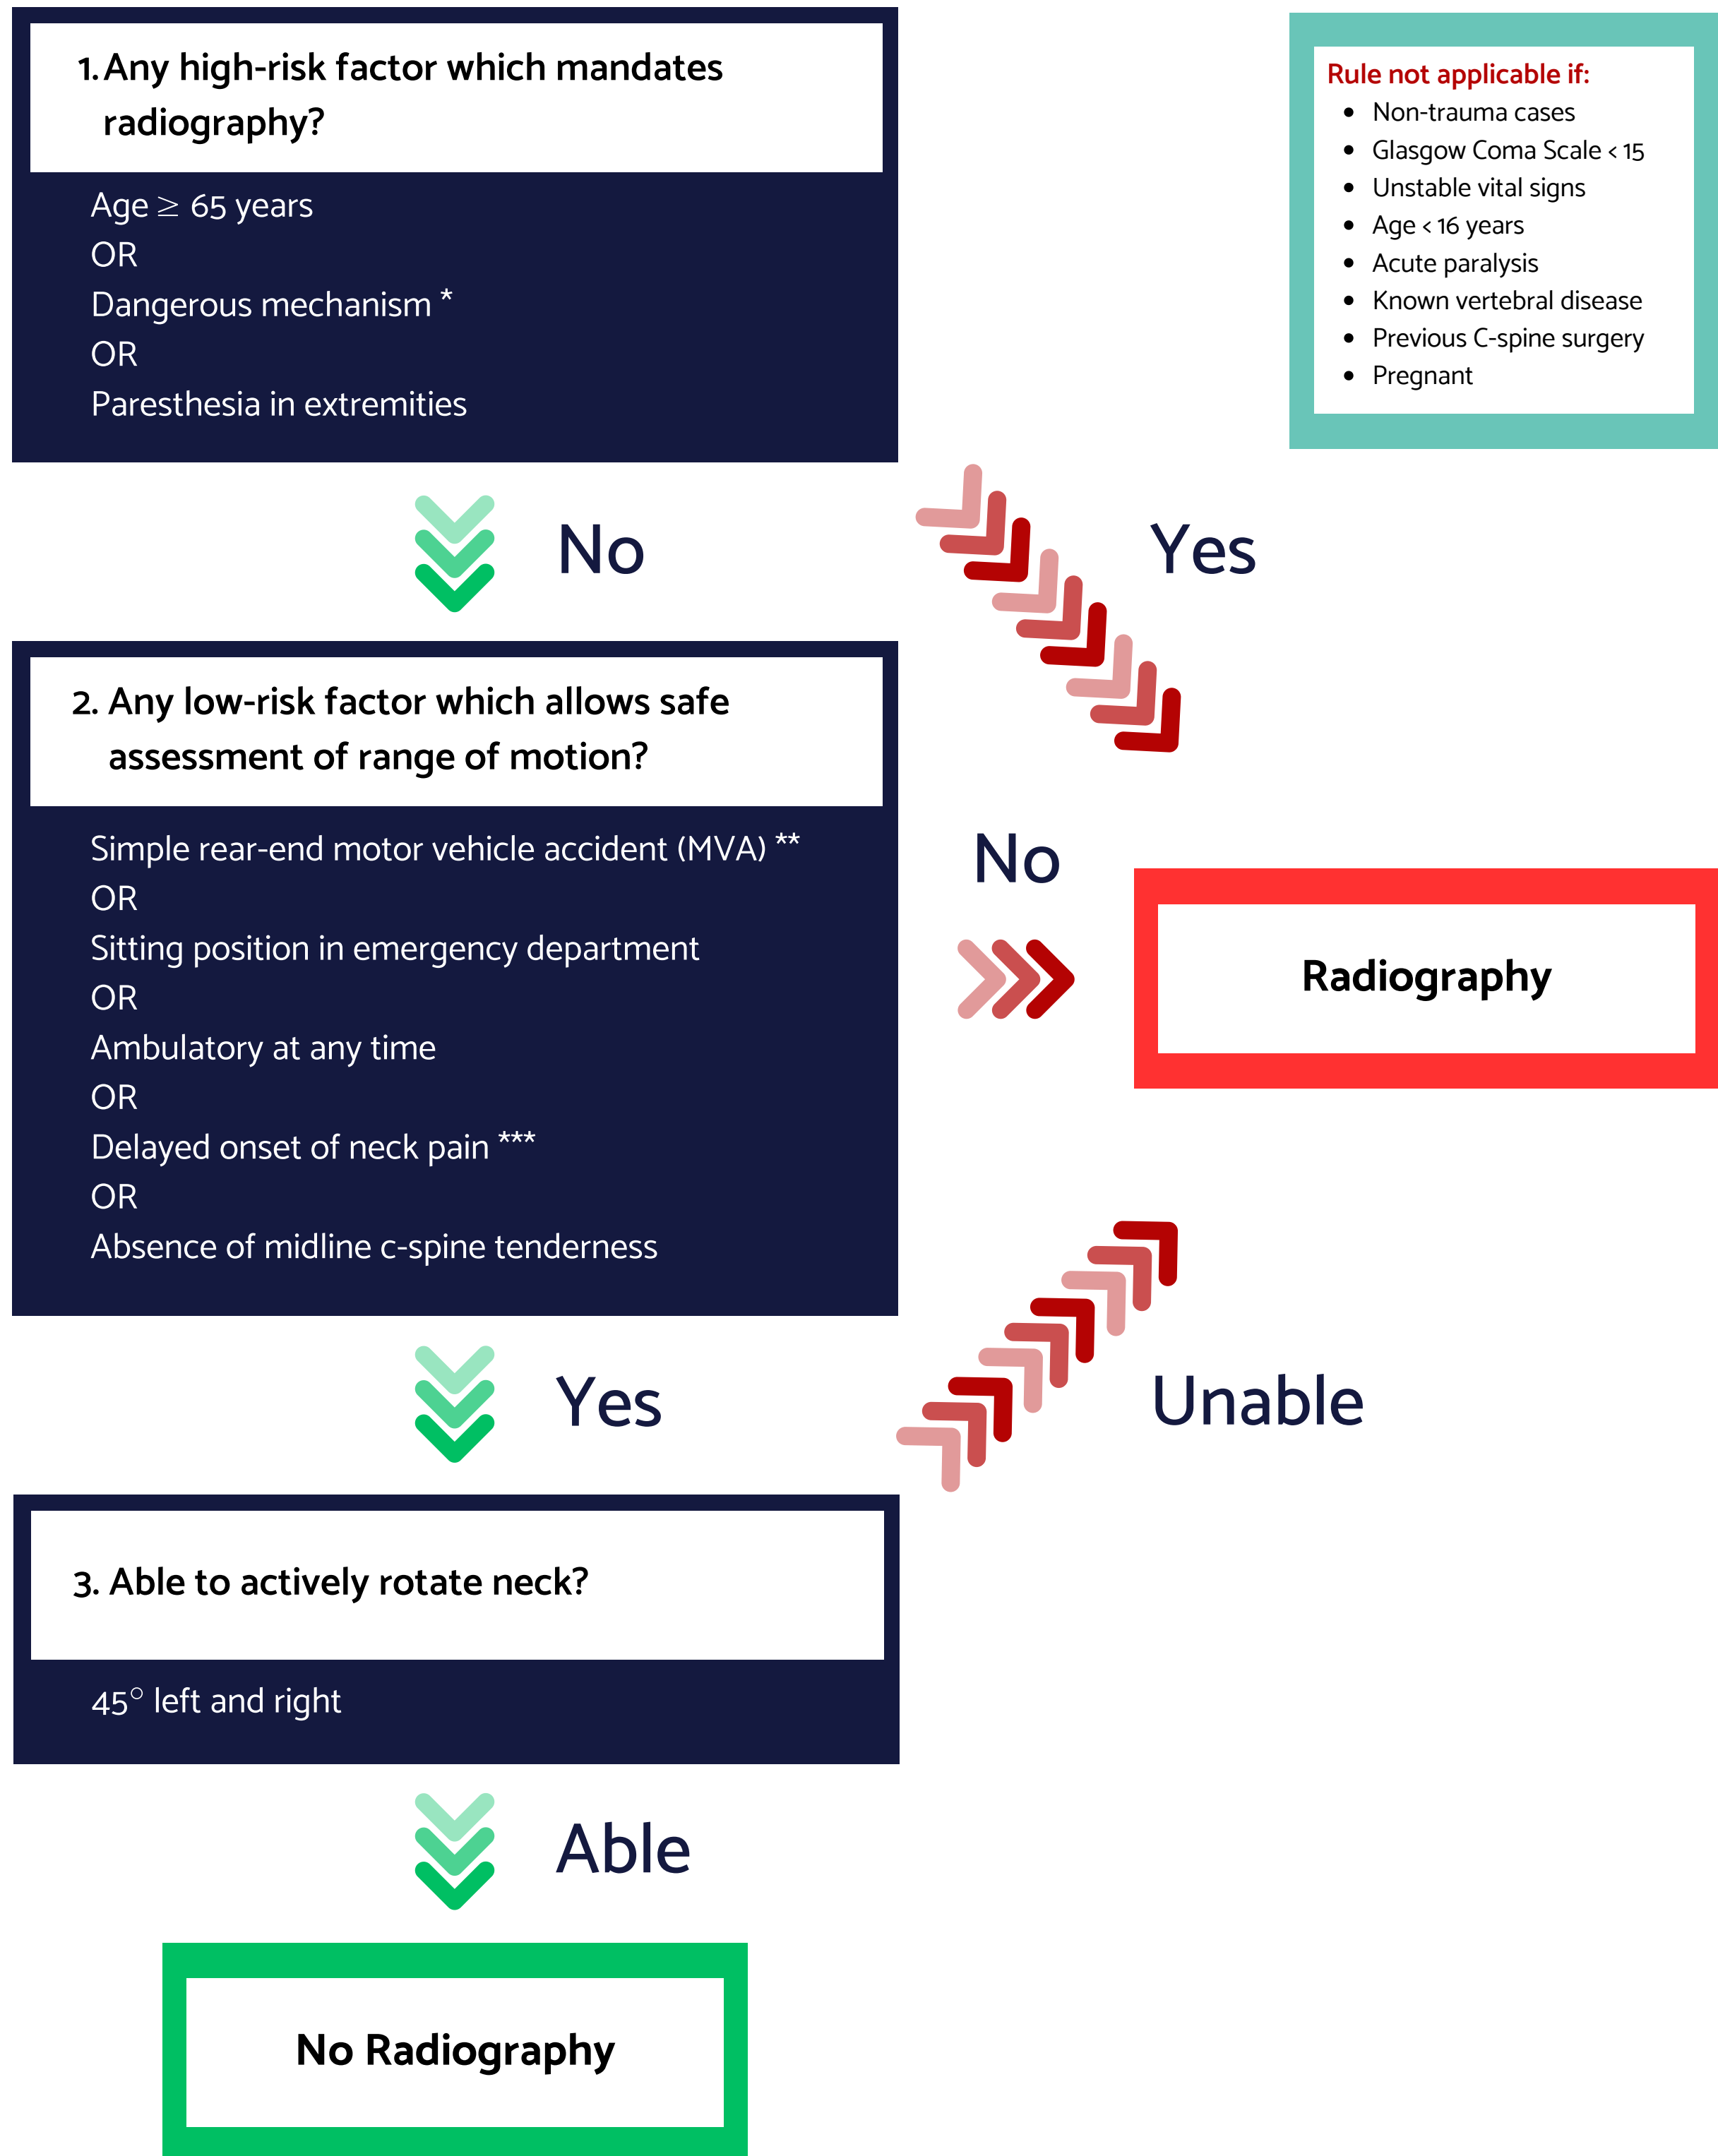 1. Any high-risk factor which mandates
radiography?
Age ≥ 65 years
OR
Dangerous mechanism *
OR
Paresthesia in extremities
Rule not applicable if:
• Non-trauma cases
• Glasgow Coma Scale < 15
• Unstable vital signs
• Age < 16 years
• Acute paralysis
• Known vertebral disease
• Previous C-spine surgery
• Pregnant
No
Yes
2. Any low-risk factor which allows safe
assessment of range of motion?
Simple rear-end motor vehicle accident (MVA) **
OR
Sitting position in emergency department
OR
Ambulatory at any time
OR
Delayed onset of neck pain ***
OR
Absence of midline c-spine tenderness
No
Radiography
Yes
Unable
3. Able to actively rotate neck?
45° left and right
Able
No Radiography